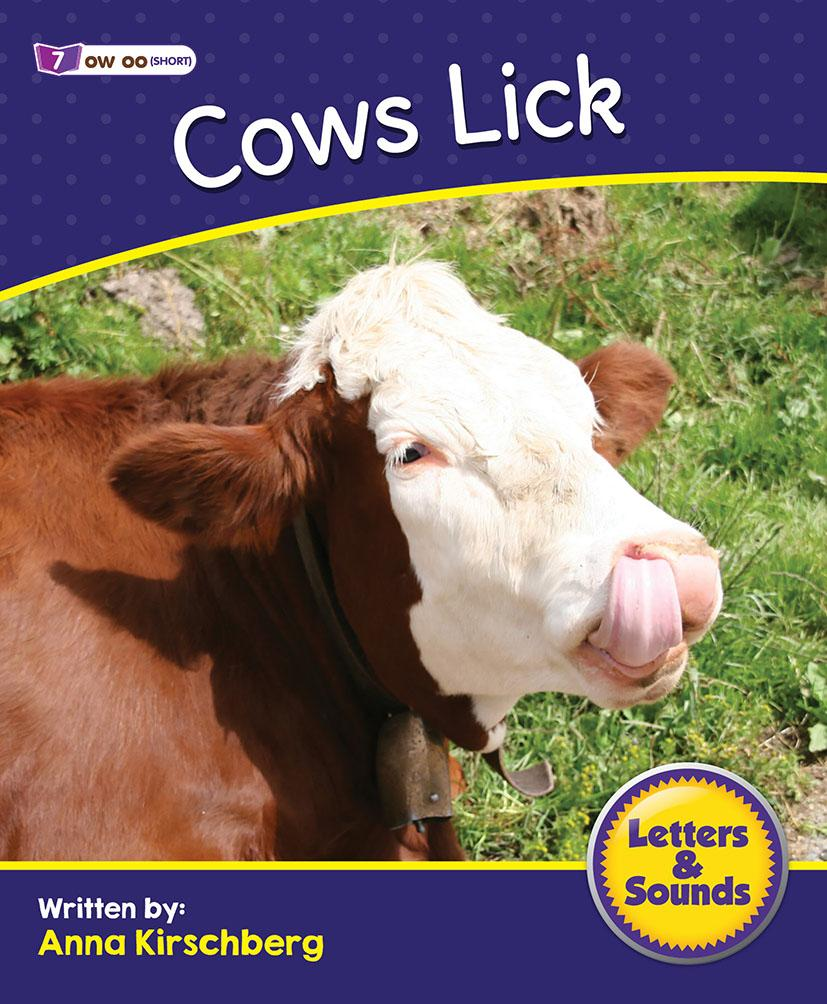 7 ow oo (SHORT)
Cows Lick
Letters
&
Sounds
Written by:
Anna Kirschberg